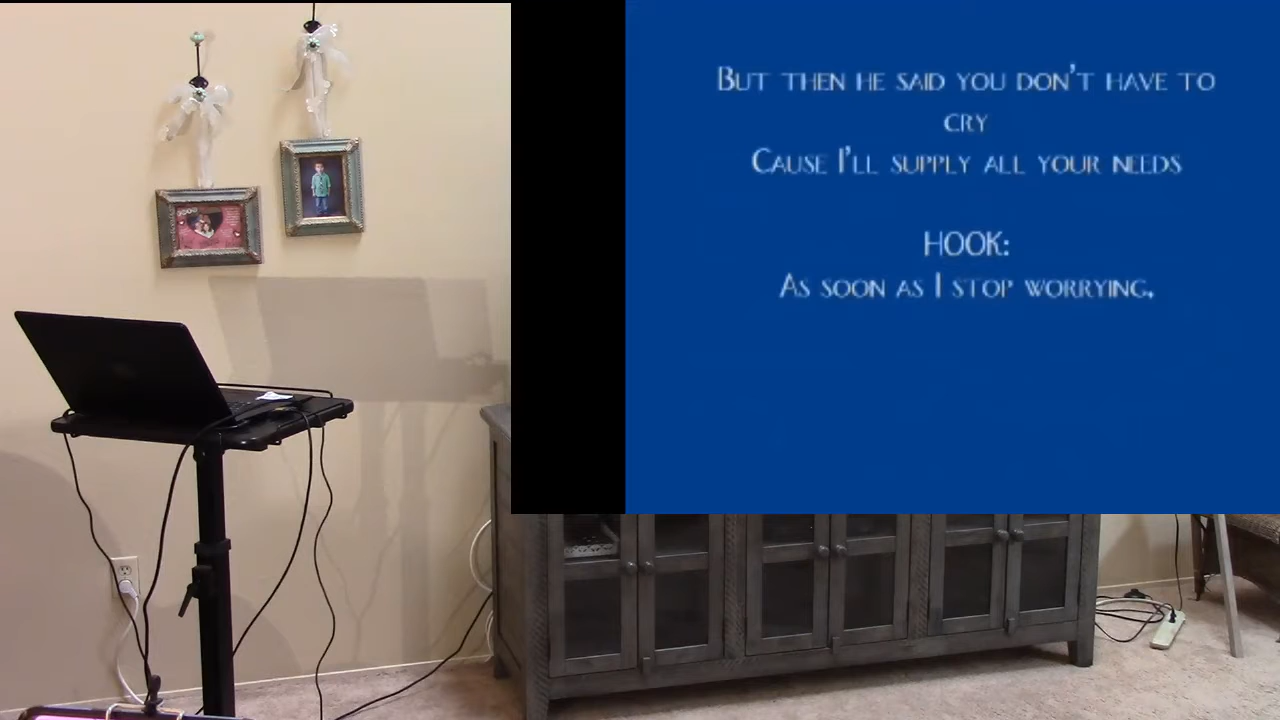 But then he said you don't have to
cry
Cause I'll supply all your needs
HOOK:
As soon as I stop worrying,